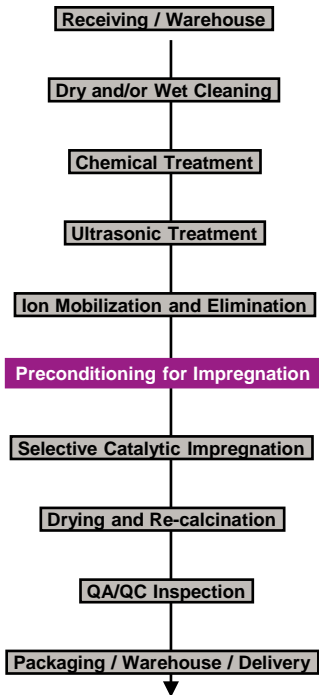 Receiving / Warehouse
Dry and/or Wet Cleaning
Chemical Treatment
Ultrasonic Treatment
Ion Mobilization and Elimination
Preconditioning for Impregnation
Selective Catalytic Impregnation
Drying and Re-calcination
QA/QC Inspection
Packaging / Warehouse / Delivery